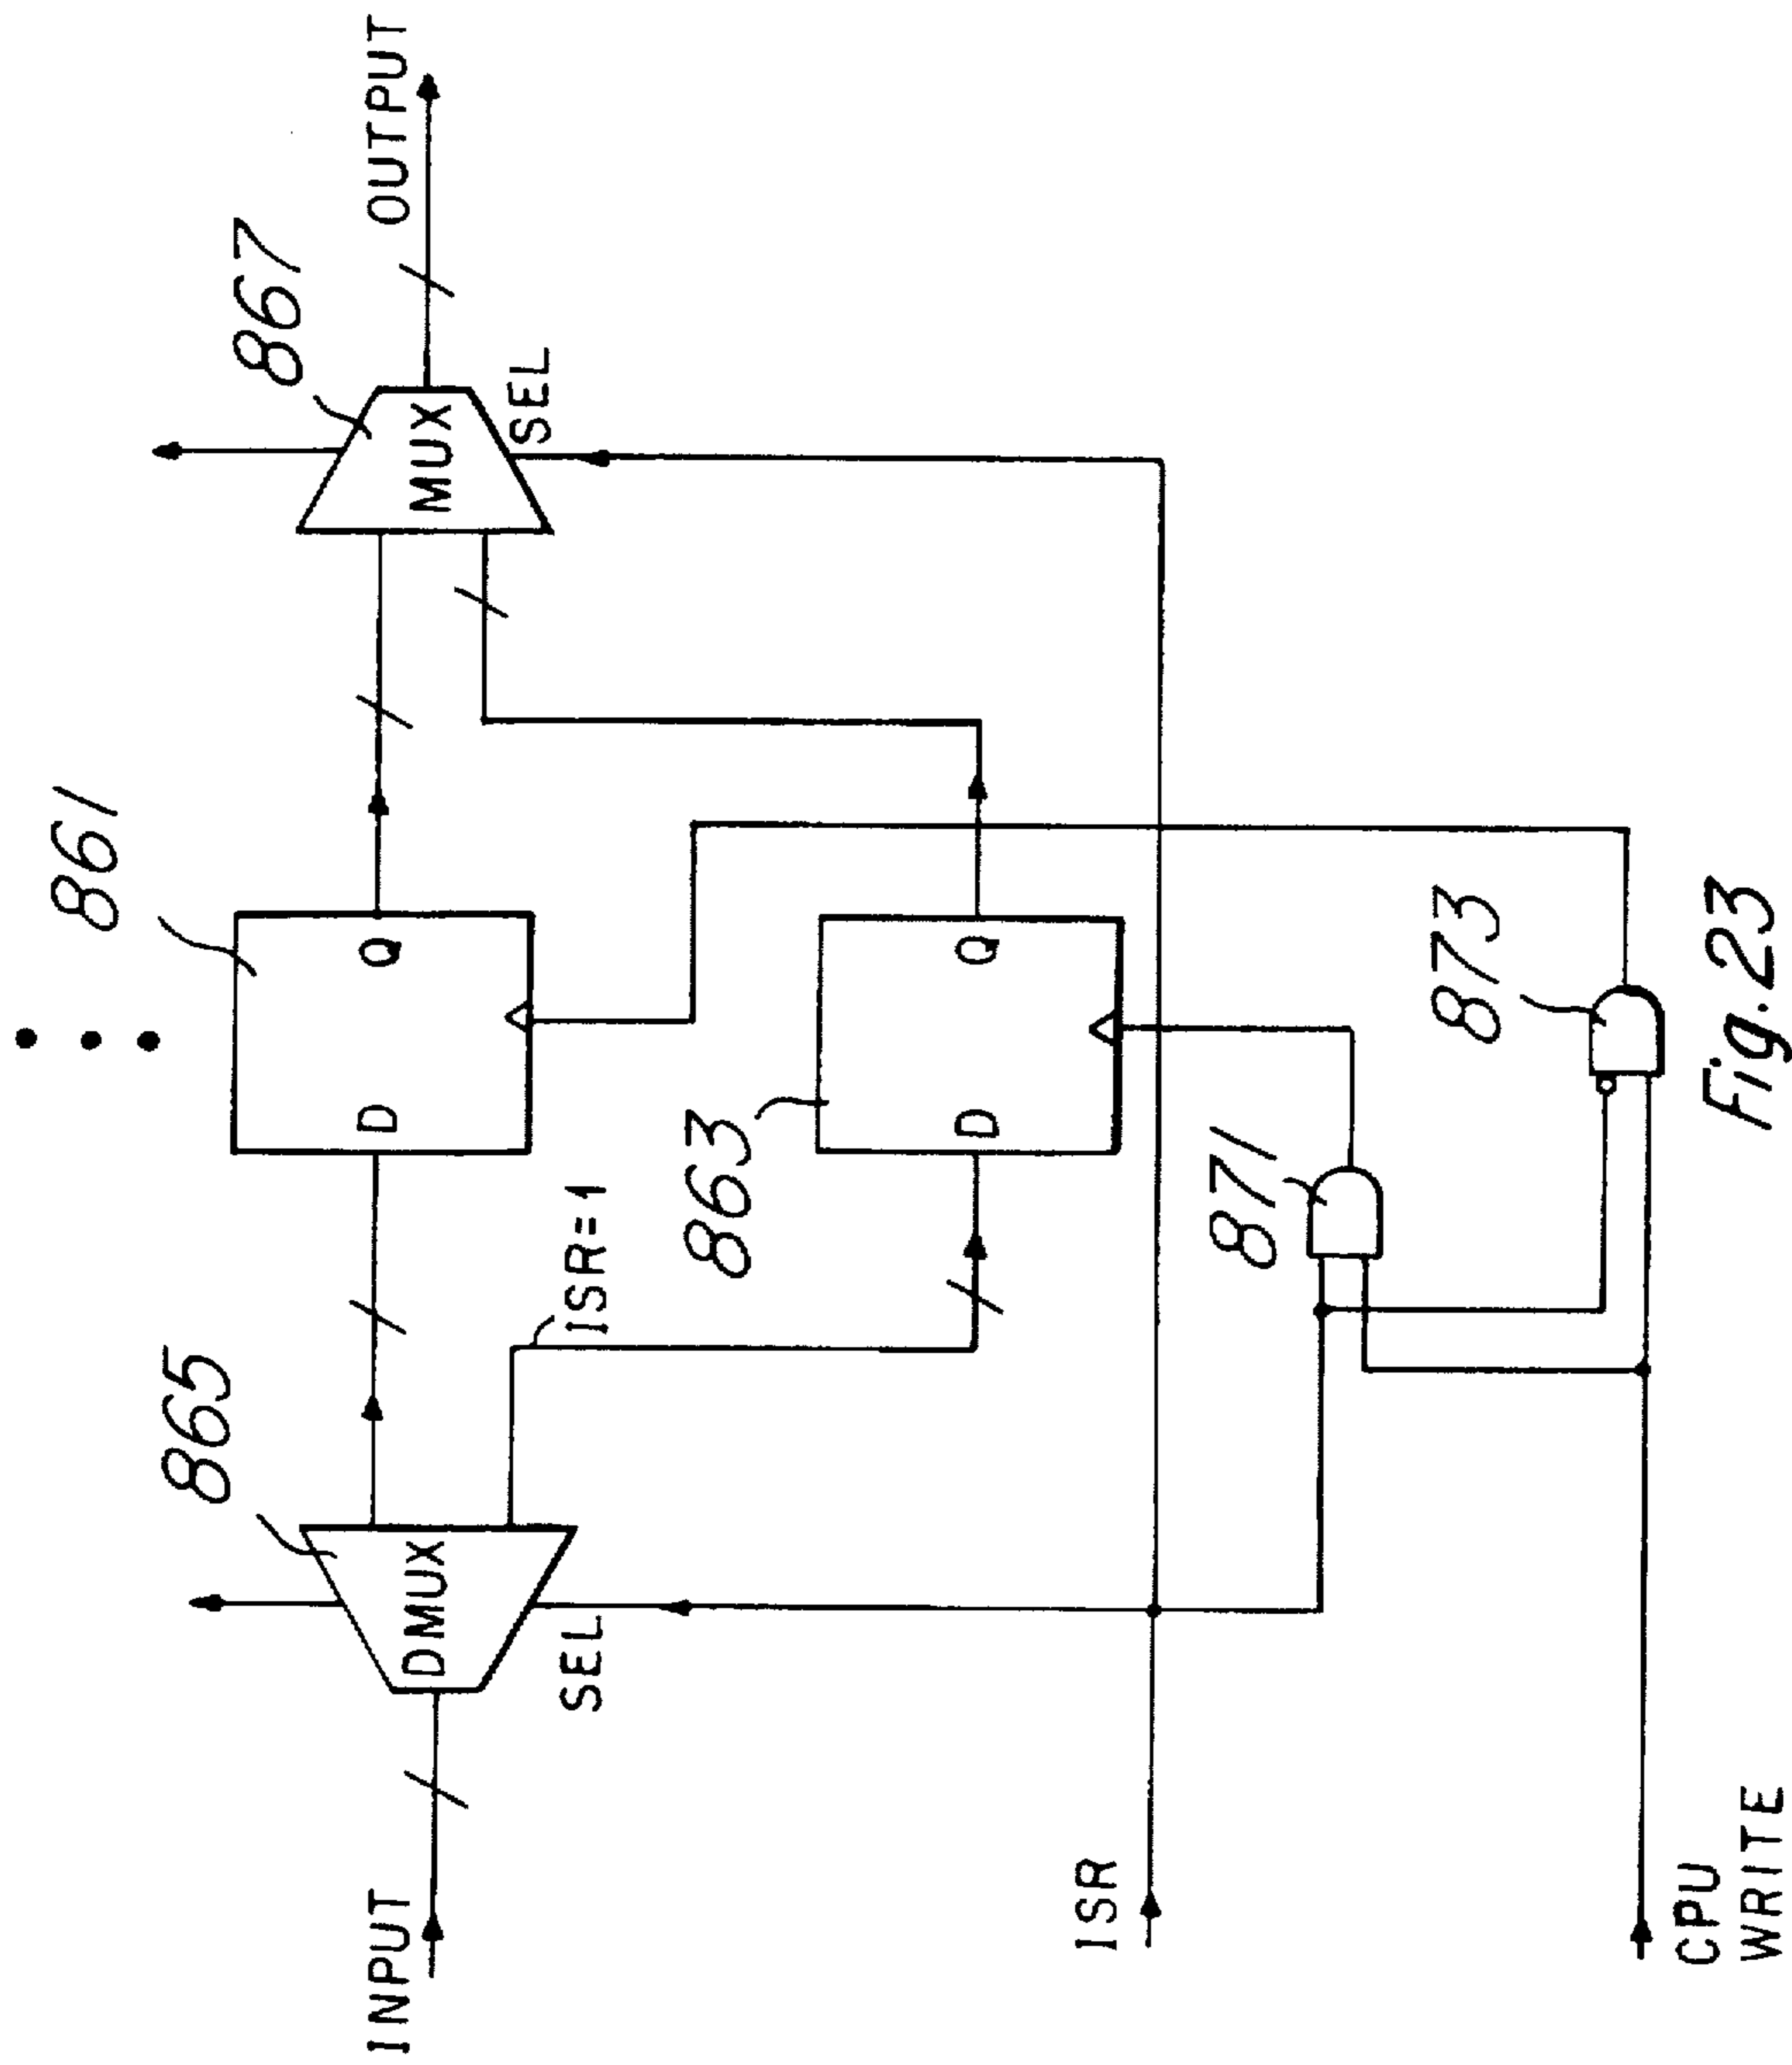 861
865
867
INPUT
DMUX
SEL
D
Q
MUX
SEL
OUTPUT
ISR=1
863
D
Q
ISR
871
873
CPU
WRITE
Fig. 23